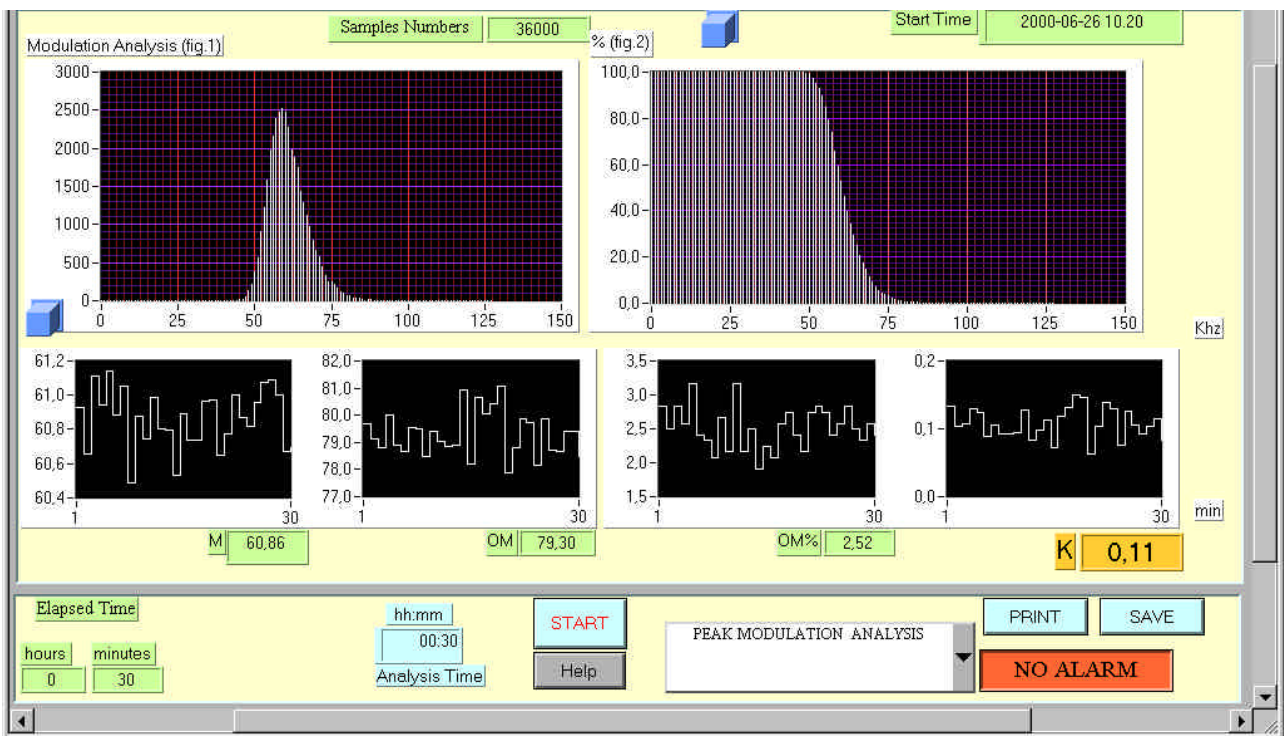 Samples Numbers 36000 Start Time 2000-06-26 10.20
Modulation Analysis (fig.1) % (fig.2)
3000
2500
2000
1500
1000
500
0
0 25 50 75 100 125 150
100,0
80,0
60,0
40,0
20,0
0,0
0 25 50 75 100 125 150
Khz
61,2
61,0
60,8
60,6
60,4
1 30
82,0
81,0
80,0
79,0
78,0
77,0
1 30
3,5
3,0
2,5
2,0
1,5
1 30
0,2
0,1
0,0
1 30
min
M 60,86 OM 79,30 OM% 2,52 K 0,11
Elapsed Time
hours minutes
0 30
hh:mm
00:30
Analysis Time
START
Help
PEAK MODULATION ANALYSIS
PRINT SAVE
NO ALARM